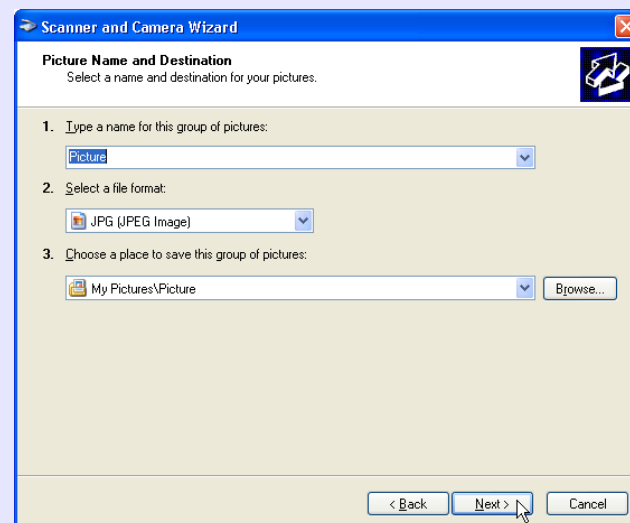 Scanner and Camera Wizard
Picture Name and Destination
Select a name and destination for your pictures.
1. Type a name for this group of pictures:
Picture
2. Select a file format:
JPG (JPEG Image)
3. Choose a place to save this group of pictures:
My Pictures\Picture
Browse...
< Back
Next >
Cancel